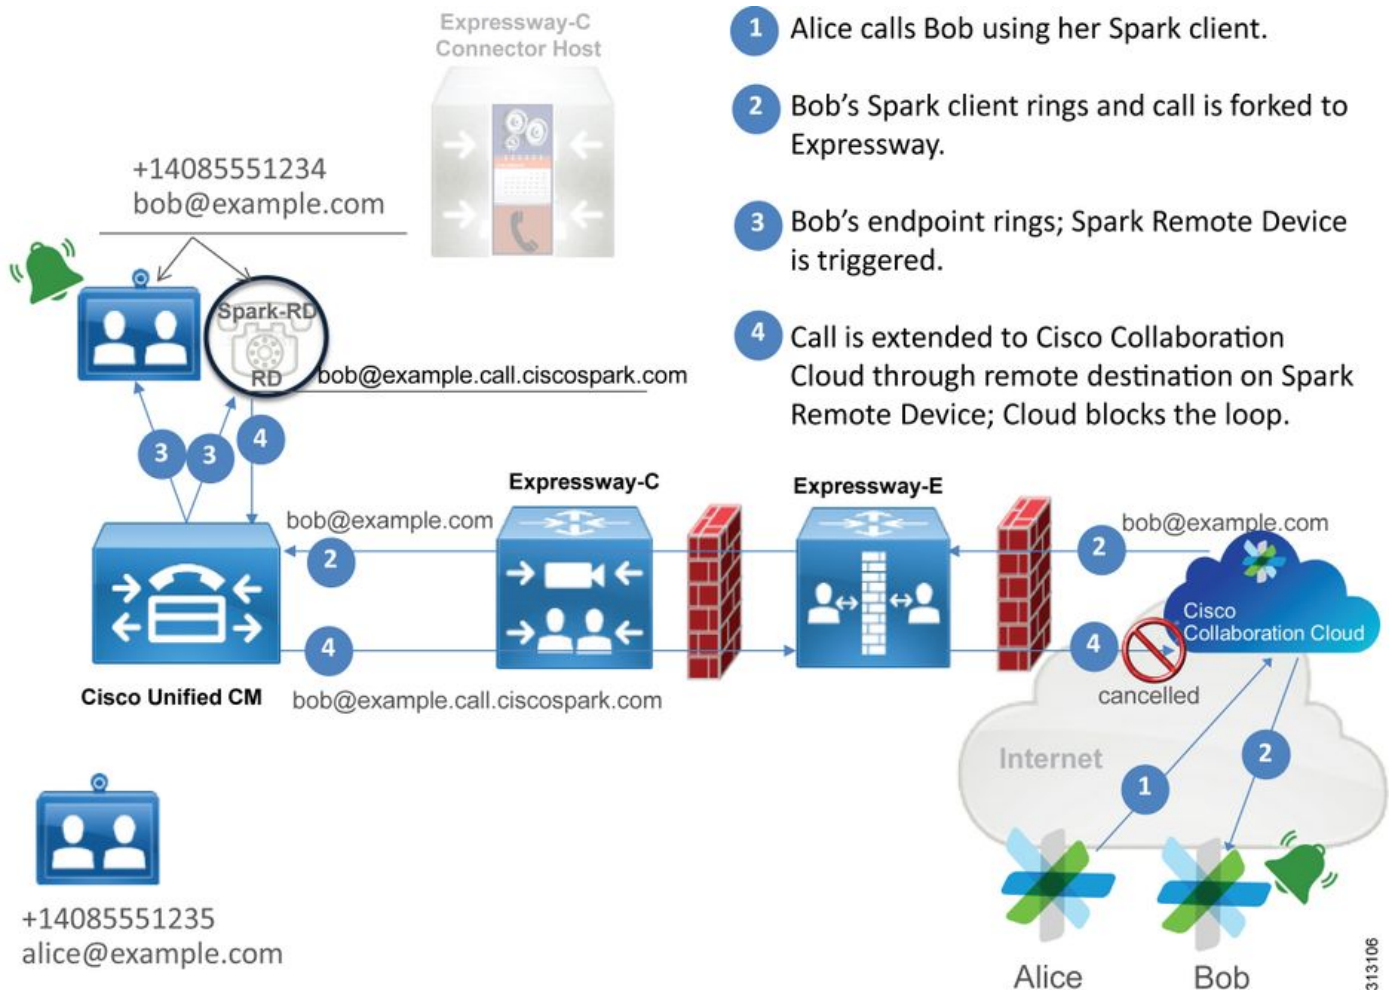 Expressway-C
Connector Host
1 Alice calls Bob using her Spark client.
2 Bob's Spark client rings and call is forked to
Expressway.
3 Bob's endpoint rings; Spark Remote Device
is triggered.
4 Call is extended to Cisco Collaboration
Cloud through remote destination on Spark
Remote Device; Cloud blocks the loop.
+14085551234
bob@example.com
Spark-RD
RD
bob@example.call.ciscospark.com
3
3
4
Expressway-C
Expressway-E
bob@example.com
bob@example.com
2
2
Cisco
Collaboration Cloud
4
4
cancelled
Cisco Unified CM
bob@example.call.ciscospark.com
Internet
2
1
+14085551235
alice@example.com
Alice
Bob
313106